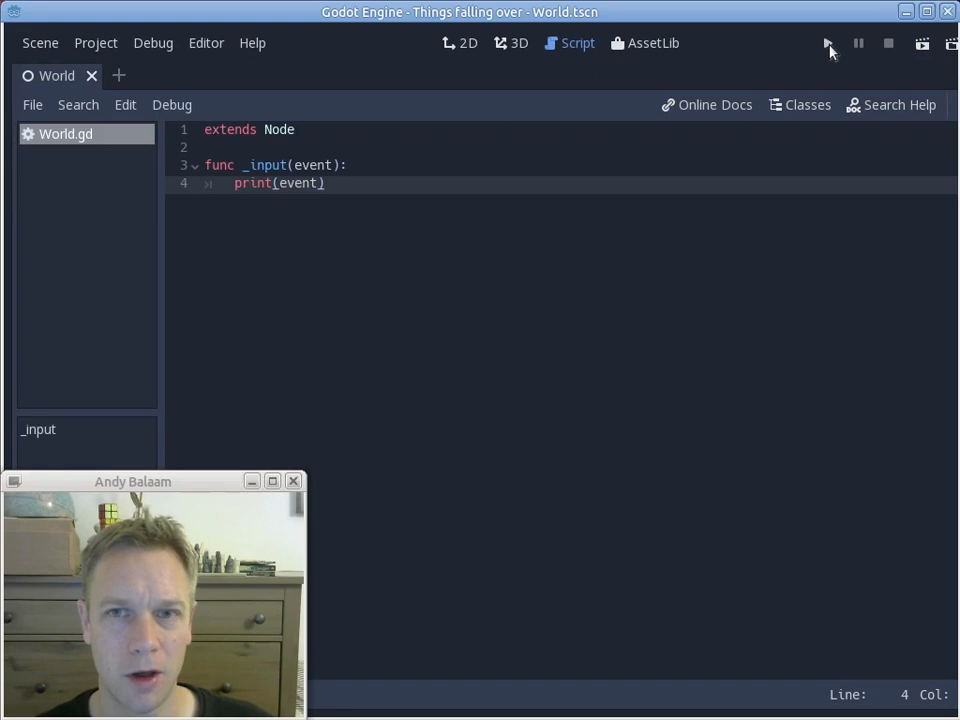 Godot Engine - Things falling over - World.tscn
Scene Project Debug Editor Help 2D 3D Script AssetLib
World
File Search Edit Debug Online Docs Classes Search Help
World.gd
1 extends Node
2
3 func _input(event):
4 print(event)
_input
Andy Balaam
Line: 4 Col: